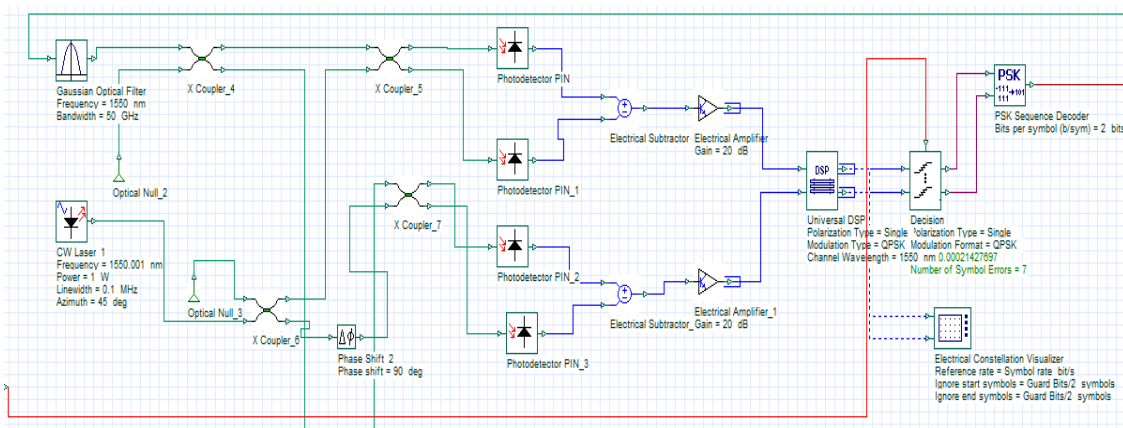 Gaussian Optical Filter
Frequency = 1550 nm
Bandwidth = 50 GHz
X Coupler_4
X Coupler_5
Photodetector PIN
Electrical Subtractor
Electrical Amplifier
Gain = 20 dB
PSK
-111
111
→101
PSK Sequence Decoder
Bits per symbol (b/sym) = 2 bits
Optical Null_2
Photodetector PIN_1
X Coupler_7
DSP
Universal DSP
Polarization Type = Single
Modulation Type = QPSK
Channel Wavelength = 1550 nm
Decision
Polarization Type = Single
Modulation Format = QPSK
0.00021427697
Number of Symbol Errors = 7
CW Laser 1
Frequency = 1550.001 nm
Power = 1 W
Linewidth = 0.1 MHz
Azimuth = 45 deg
Optical Null_3
X Coupler_6
ΔΦ
Phase Shift 2
Phase shift = 90 deg
Photodetector PIN_2
Photodetector PIN_3
Electrical Subtractor_
Electrical Amplifier_1
Gain = 20 dB
Electrical Constellation Visualizer
Reference rate = Symbol rate bit/s
Ignore start symbols = Guard Bits/2 symbols
Ignore end symbols = Guard Bits/2 symbols